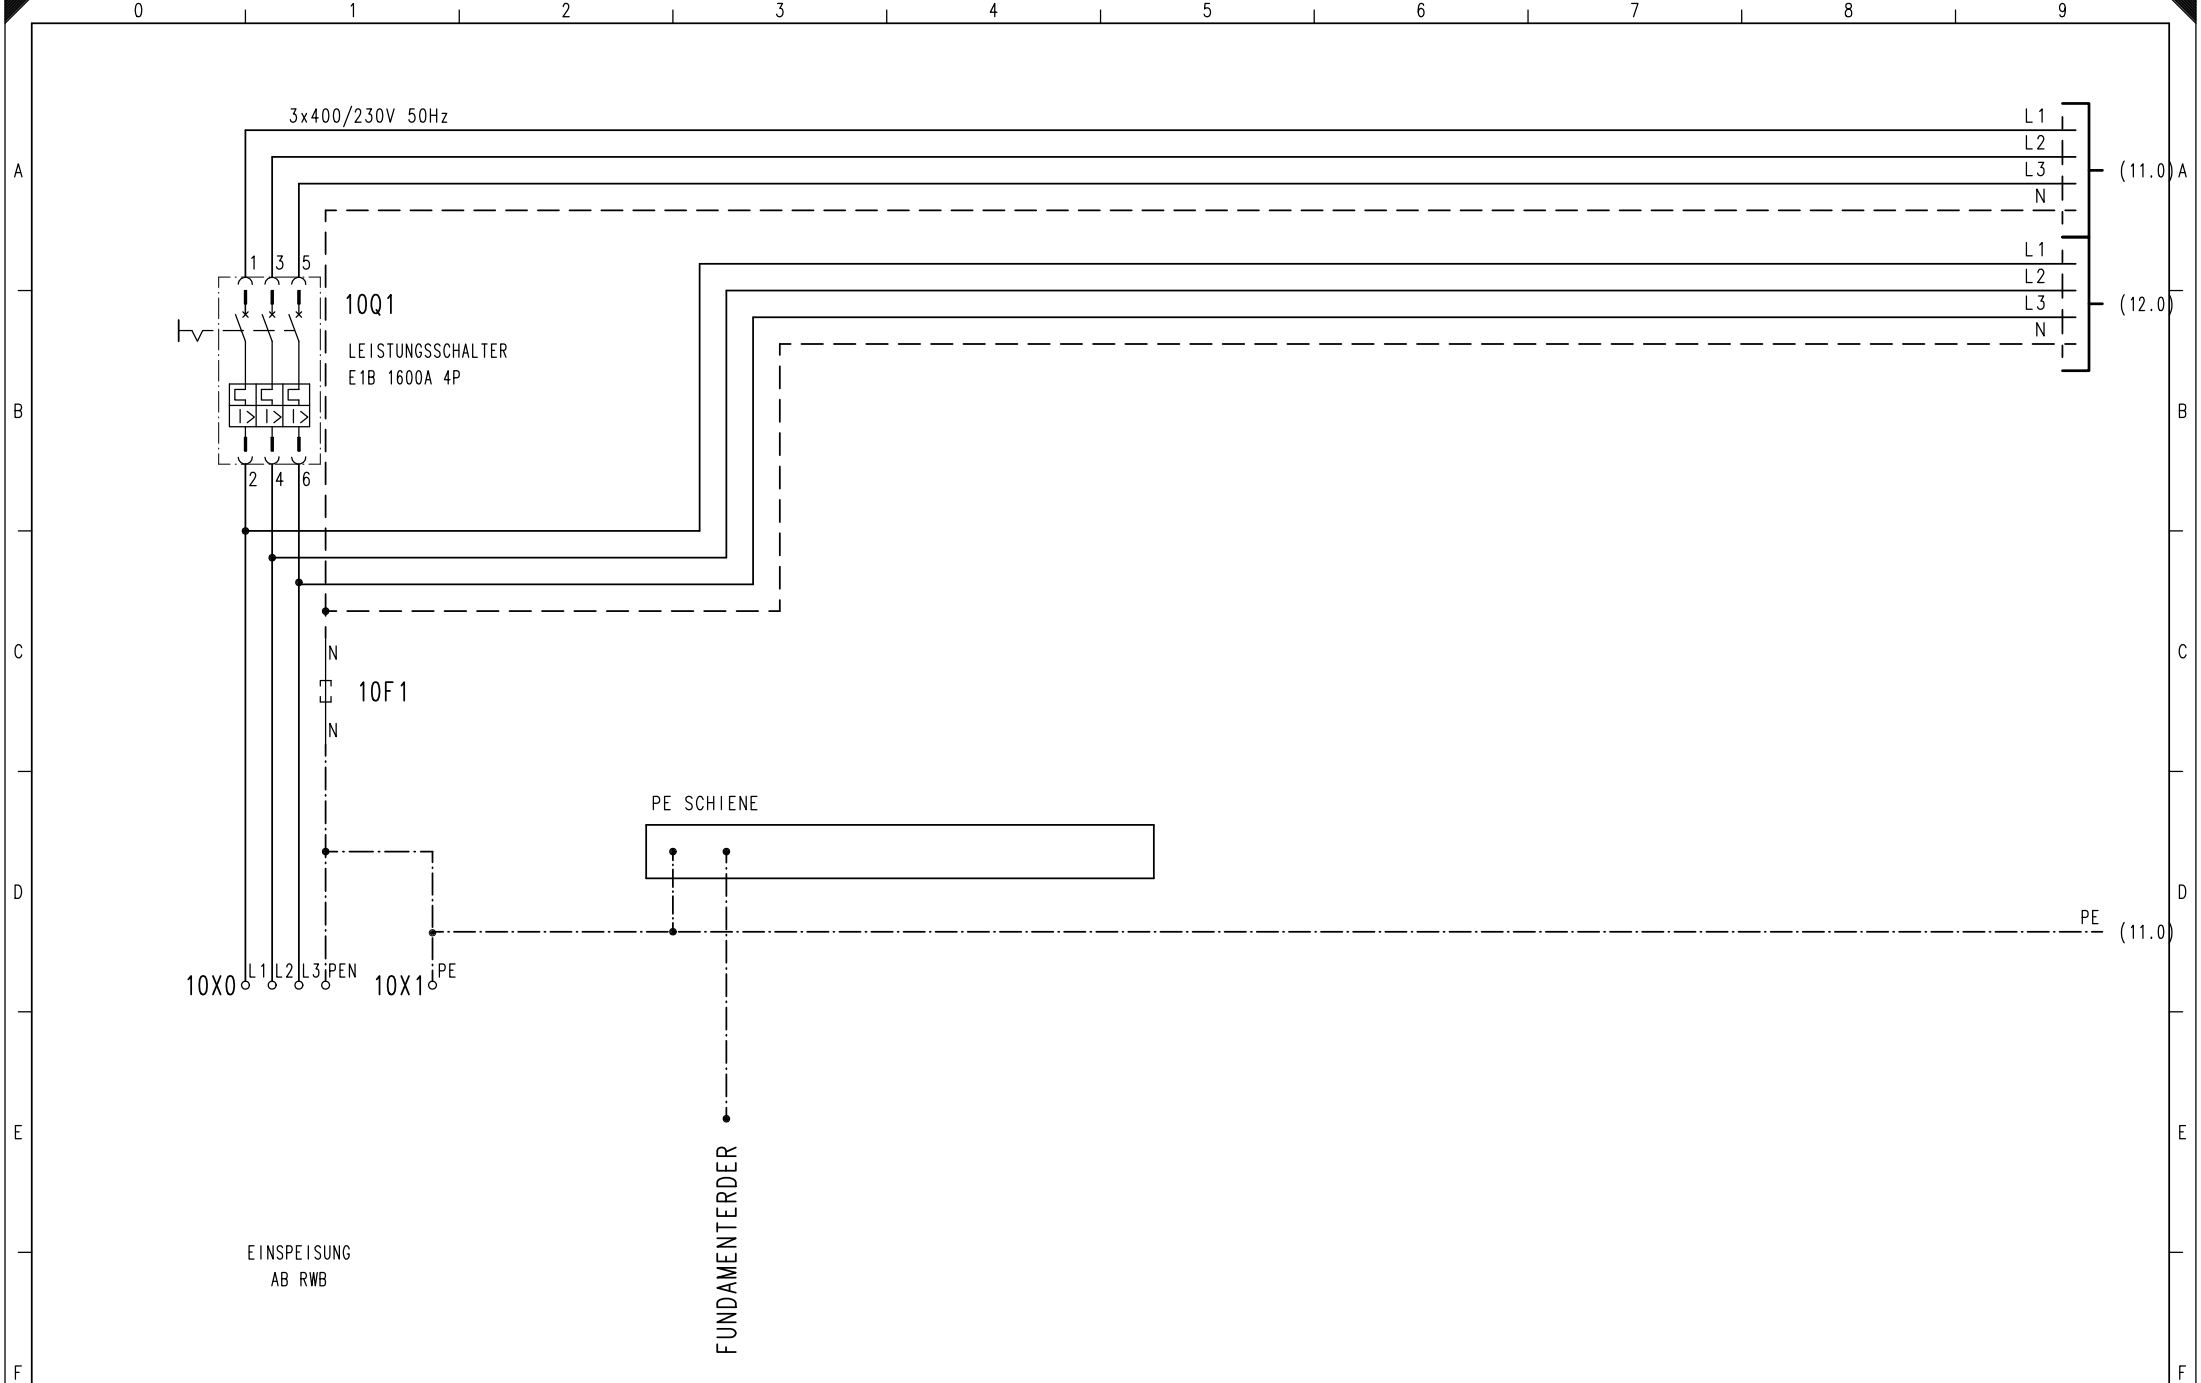 0 1 2 3 4 5 6 7 8 9
3x400/230V 50Hz
L1
L2
A L3 (11.0) A
N
L1
1 3 5
L2
10Q1 L3 (12.0)
N
LEISTUNGSSCHALTER
E1B 1600A 4P
B I> I> I> B
2 4 6
C N C
10F1
N
PE SCHIENE
D D
PE (11.0)
10X0 L1 L2 L3 PEN 10X1 PE
E E
FUNDAMENTERDER
EINSPEISUNG
AB RWB
F F